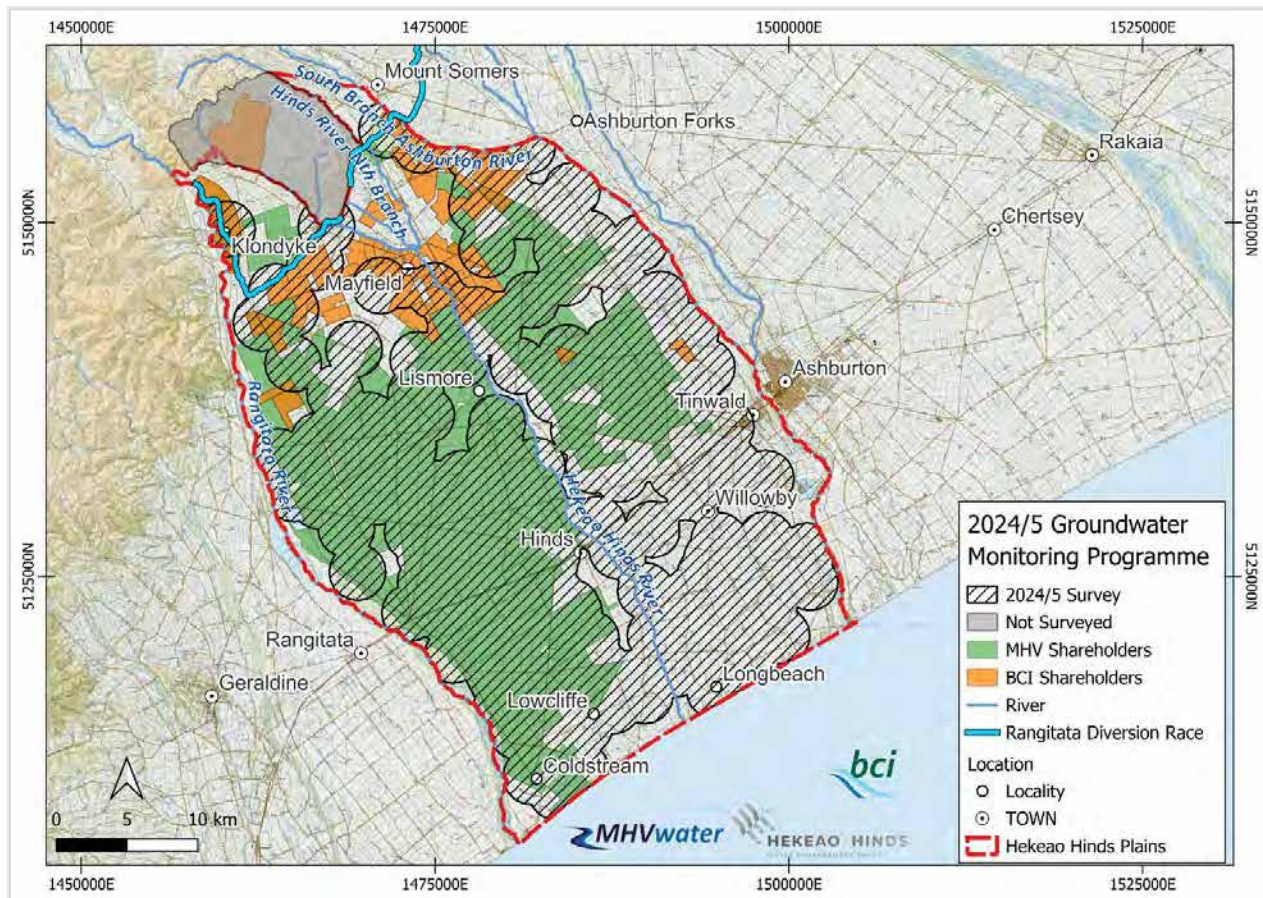 1450000E
1475000E
1500000E
1525000E
Mount Somers
South Branch Ashburton River
Hinds River Nth Branch
Ashburton Forks
Rakaia
5150000N
Chertsey
5150000N
Klondyke
Mayfield
Lismore
Ashburton
Tinwald
Rangitata River
Hekeao Hinds River
Willowby
Hinds
5125000N
5125000N
Rangitata
Geraldine
Longbeach
Lowcliffe
Coldstream
0 5 10 km
bci
MHVwater
HEKEAO HINDS
2024/5 Groundwater
Monitoring Programme
2024/5 Survey
Not Surveyed
MHV Shareholders
BCI Shareholders
River
Rangitata Diversion Race
Location
Locality
TOWN
Hekeao Hinds Plains
1450000E
1475000E
1500000E
1525000E